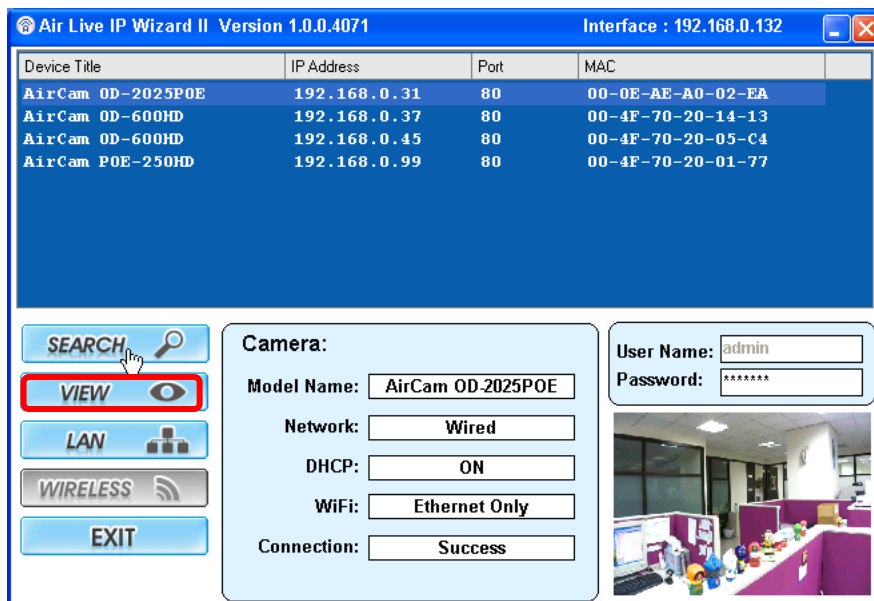 Air Live IP Wizard II Version 1.0.0.4071 Interface : 192.168.0.132
Device Title IP Address Port MAC
AirCam OD-2025POE 192.168.0.31 80 00-0E-AE-A0-02-EA
AirCam OD-600HD 192.168.0.37 80 00-4F-70-20-14-13
AirCam OD-600HD 192.168.0.45 80 00-4F-70-20-05-C4
AirCam POE-250HD 192.168.0.99 80 00-4F-70-20-01-77
SEARCH
VIEW
LAN
WIRELESS
EXIT
Camera:
Model Name: AirCam OD-2025POE
Network: Wired
DHCP: ON
WiFi: Ethernet Only
Connection: Success
User Name: admin
Password: *******